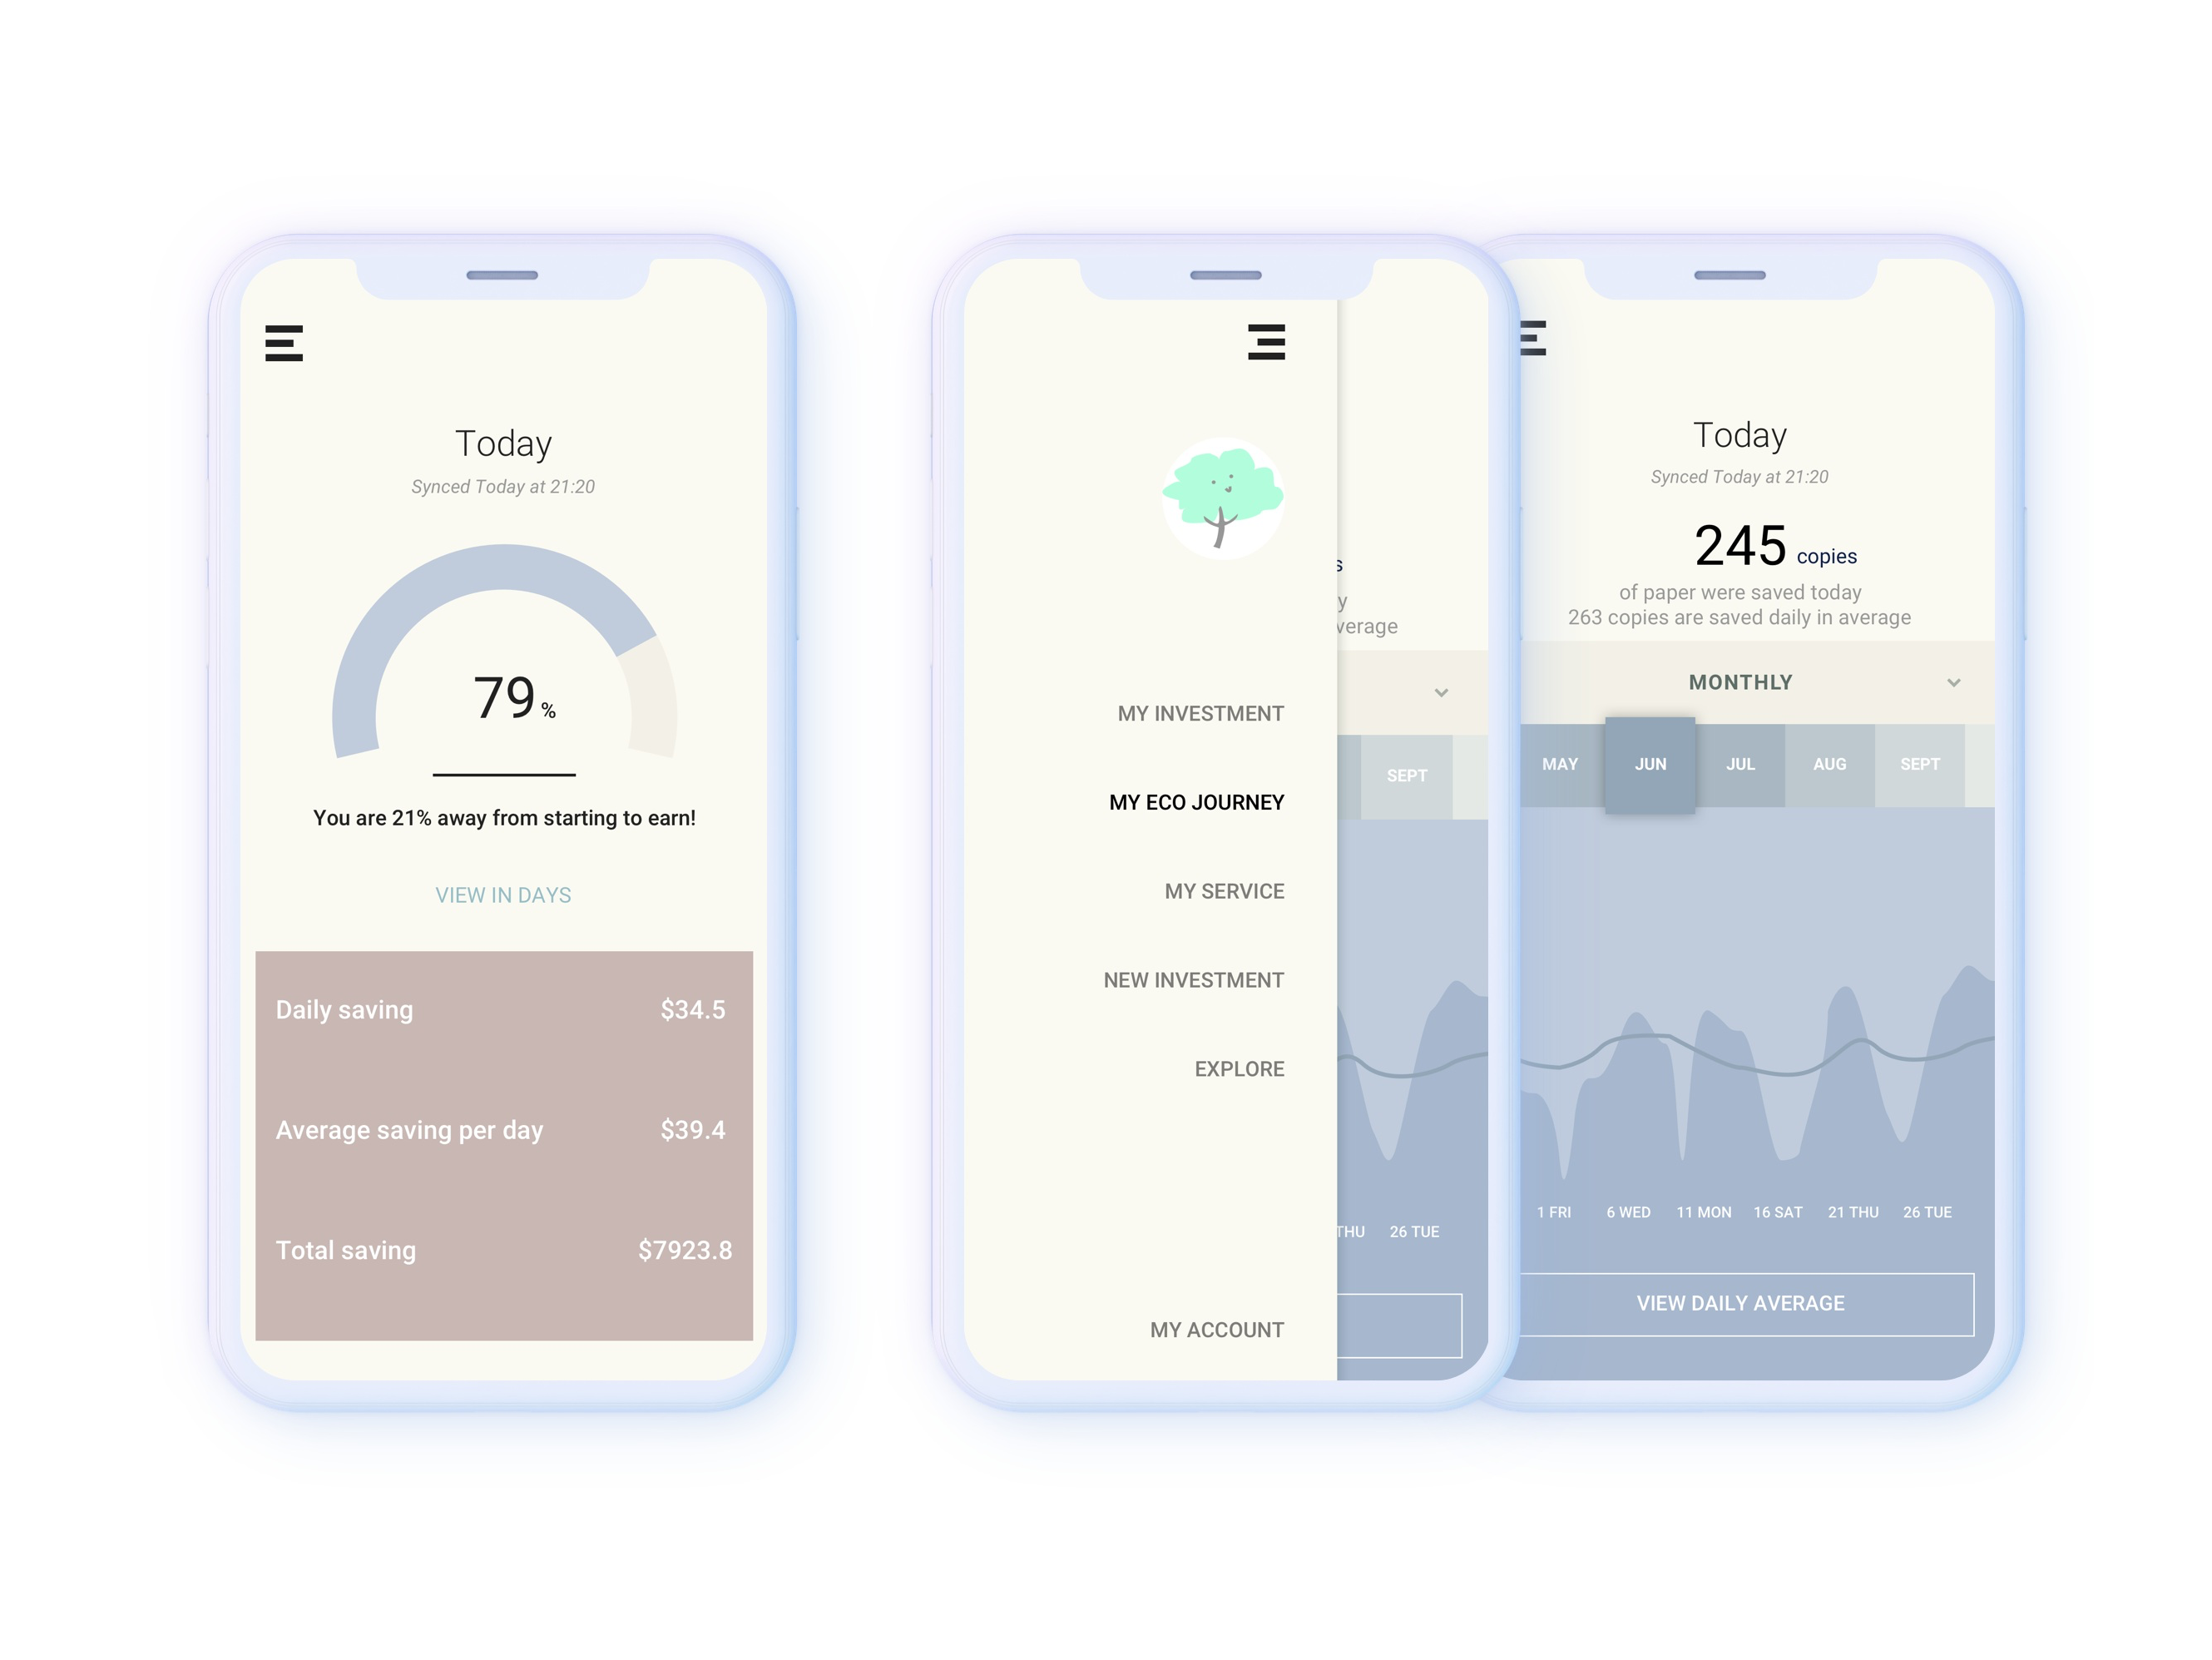 Today
Synced Today at 21:20
79 %
You are 21% away from starting to earn!
VIEW IN DAYS
Daily saving $34.5
Average saving per day $39.4
Total saving $7923.8
MY INVESTMENT
MY ECO JOURNEY
MY SERVICE
NEW INVESTMENT
EXPLORE
MY ACCOUNT
s
y
verage
SEPT
THU 26 TUE
Today
Synced Today at 21:20
245 copies
of paper were saved today
263 copies are saved daily in average
MONTHLY
MAY JUN JUL AUG SEPT
1 FRI 6 WED 11 MON 16 SAT 21 THU 26 TUE
VIEW DAILY AVERAGE